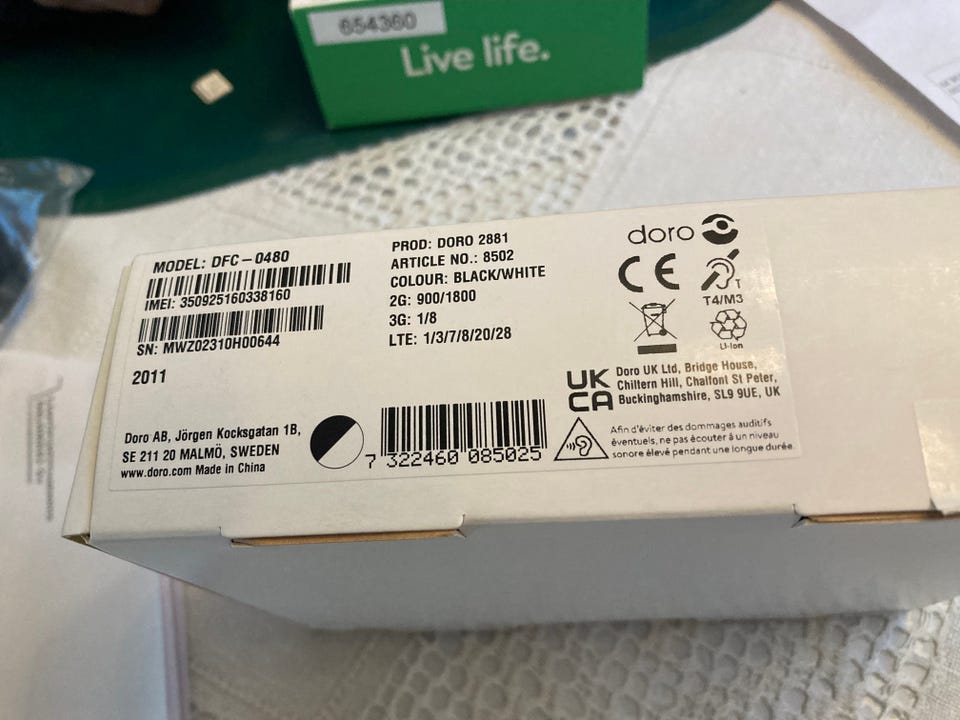 654360
Live life.
MODEL: DFC-0480
IMEI: 350925160338160
SN: MWZ02310H00644
2011
Doro AB, Jörgen Kocksgatan 1B,
SE 211 20 MALMÖ, SWEDEN
www.doro.com Made in China
PROD: DORO 2881
ARTICLE NO.: 8502
COLOUR: BLACK/WHITE
2G: 900/1800
3G: 1/8
LTE: 1/3/7/8/20/28
7 322460 085025
doro
CE
T
T4/M3
Li-Ion
UK
CA
Doro UK Ltd, Bridge House,
Chiltern Hill, Chalfont St Peter,
Buckinghamshire, SL9 9UE, UK
Afin d'éviter des dommages auditifs
éventuels, ne pas écouter à un niveau
sonore élevé pendant une longue durée.